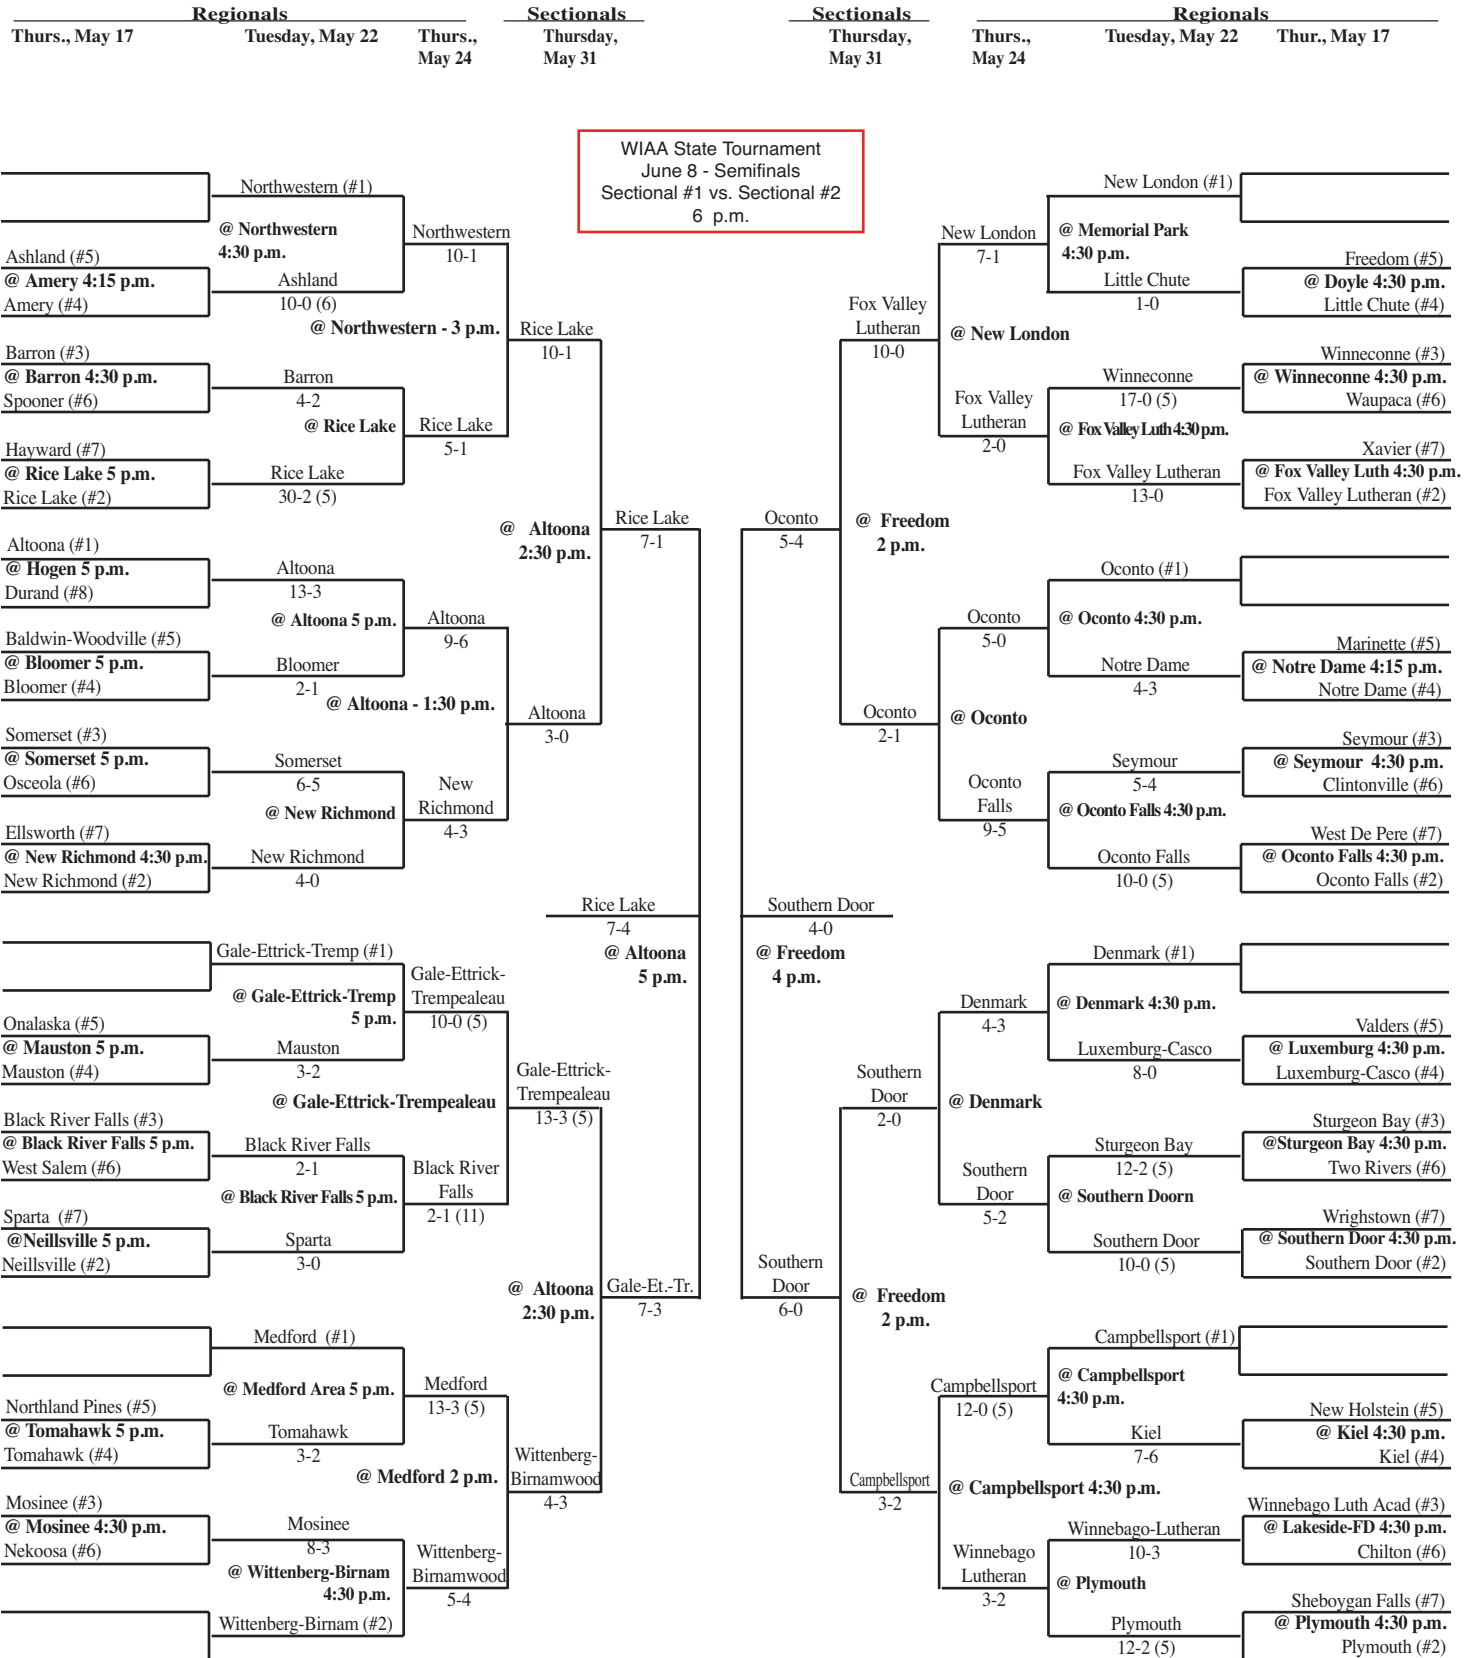 Regionals
Sectionals
Sectionals
Regionals
Thurs., May 17
Tuesday, May 22
Thurs.,
May 24
Thursday,
May 31
Thursday,
May 31
Thurs.,
May 24
Tuesday, May 22
Thur., May 17
WIAA State Tournament
June 8 - Semifinals
Sectional #1 vs. Sectional #2
6 p.m.
Ashland (#5)
@ Amery 4:15 p.m.
Amery (#4)
Barron (#3)
@ Barron 4:30 p.m.
Spooner (#6)
Hayward (#7)
@ Rice Lake 5 p.m.
Rice Lake (#2)
Altoona (#1)
@ Hogen 5 p.m.
Durand (#8)
Baldwin-Woodville (#5)
@ Bloomer 5 p.m.
Bloomer (#4)
Somerset (#3)
@ Somerset 5 p.m.
Osceola (#6)
Ellsworth (#7)
@ New Richmond 4:30 p.m.
New Richmond (#2)
Onalaska (#5)
@ Mauston 5 p.m.
Mauston (#4)
Black River Falls (#3)
@ Black River Falls 5 p.m.
West Salem (#6)
Sparta (#7)
@Neillsville 5 p.m.
Neillsville (#2)
Northland Pines (#5)
@ Tomahawk 5 p.m.
Tomahawk (#4)
Mosinee (#3)
@ Mosinee 4:30 p.m.
Nekoosa (#6)
Northwestern (#1)
@ Northwestern
4:30 p.m.
Ashland
10-0 (6)
@ Northwestern - 3 p.m.
Barron
4-2
@ Rice Lake
Rice Lake
30-2 (5)
Altoona
13-3
@ Altoona 5 p.m.
Bloomer
2-1
@ Altoona - 1:30 p.m.
Somerset
6-5
@ New Richmond
New Richmond
4-0
Gale-Ettrick-Tremp (#1)
@ Gale-Ettrick-Tremp
5 p.m.
Mauston
3-2
@ Gale-Ettrick-Trempealeau
Black River Falls
2-1
@ Black River Falls 5 p.m.
Sparta
3-0
Medford (#1)
@ Medford Area 5 p.m.
Tomahawk
3-2
@ Medford 2 p.m.
Mosinee
8-3
@ Wittenberg-Birnam
4:30 p.m.
Wittenberg-Birnam (#2)
Northwestern
10-1
Rice Lake
5-1
Altoona
9-6
New
Richmond
4-3
Gale-Ettrick-
Trempealeau
10-0 (5)
Black River
Falls
2-1 (11)
Medford
13-3 (5)
Wittenberg-
Birnamwood
5-4
Rice Lake
10-1
@ Altoona
2:30 p.m.
Altoona
3-0
Gale-Ettrick-
Trempealeau
13-3 (5)
@ Altoona
2:30 p.m.
Wittenberg-
Birnamwood
4-3
Rice Lake
7-1
Rice Lake
7-4
@ Altoona
5 p.m.
Gale-Et.-Tr.
7-3
Oconto
5-4
Southern Door
4-0
@ Freedom
4 p.m.
Southern
Door
6-0
Fox Valley
Lutheran
10-0
@ Freedom
2 p.m.
Oconto
2-1
Southern
Door
2-0
@ Freedom
2 p.m.
Campbellsport
3-2
New London
7-1
@ New London
Fox Valley
Lutheran
2-0
Oconto
5-0
@ Oconto
Oconto
Falls
9-5
Denmark
4-3
@ Denmark
Southern
Door
5-2
Campbellsport
12-0 (5)
@ Campbellsport 4:30 p.m.
Winnebago
Lutheran
3-2
New London (#1)
@ Memorial Park
4:30 p.m.
Little Chute
1-0
Winneconne
17-0 (5)
@ Fox Valley Luth 4:30 p.m.
Fox Valley Lutheran
13-0
Oconto (#1)
@ Oconto 4:30 p.m.
Notre Dame
4-3
Seymour
5-4
@ Oconto Falls 4:30 p.m.
Oconto Falls
10-0 (5)
Denmark (#1)
@ Denmark 4:30 p.m.
Luxemburg-Casco
8-0
Sturgeon Bay
12-2 (5)
@ Southern Doorn
Southern Door
10-0 (5)
Campbellsport (#1)
@ Campbellsport
4:30 p.m.
Kiel
7-6
Winnebago-Lutheran
10-3
@ Plymouth
Plymouth
12-2 (5)
Freedom (#5)
@ Doyle 4:30 p.m.
Little Chute (#4)
Winneconne (#3)
@ Winneconne 4:30 p.m.
Waupaca (#6)
Xavier (#7)
@ Fox Valley Luth 4:30 p.m.
Fox Valley Lutheran (#2)
Marinette (#5)
@ Notre Dame 4:15 p.m.
Notre Dame (#4)
Seymour (#3)
@ Seymour 4:30 p.m.
Clintonville (#6)
West De Pere (#7)
@ Oconto Falls 4:30 p.m.
Oconto Falls (#2)
Valders (#5)
@ Luxemburg 4:30 p.m.
Luxemburg-Casco (#4)
Sturgeon Bay (#3)
@Sturgeon Bay 4:30 p.m.
Two Rivers (#6)
Wrighstown (#7)
@ Southern Door 4:30 p.m.
Southern Door (#2)
New Holstein (#5)
@ Kiel 4:30 p.m.
Kiel (#4)
Winnebago Luth Acad (#3)
@ Lakeside-FD 4:30 p.m.
Chilton (#6)
Sheboygan Falls (#7)
@ Plymouth 4:30 p.m.
Plymouth (#2)